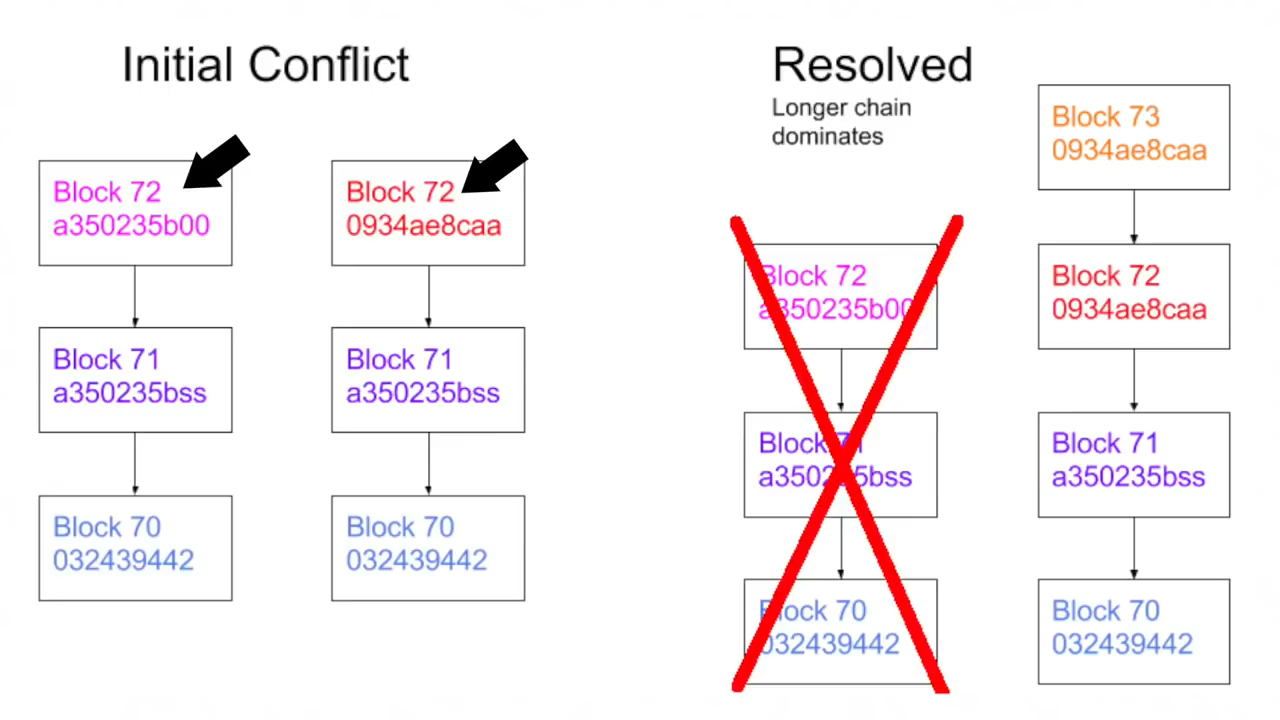 Initial Conflict
Block 72
a350235b00
Block 71
a350235bss
Block 70
032439442
Block 72
0934ae8caa
Block 71
a350235bss
Block 70
032439442
Resolved
Longer chain
dominates
Block 72
a350235b00
Block 71
a350235bss
Block 70
032439442
Block 73
0934ae8caa
Block 72
0934ae8caa
Block 71
a350235bss
Block 70
032439442